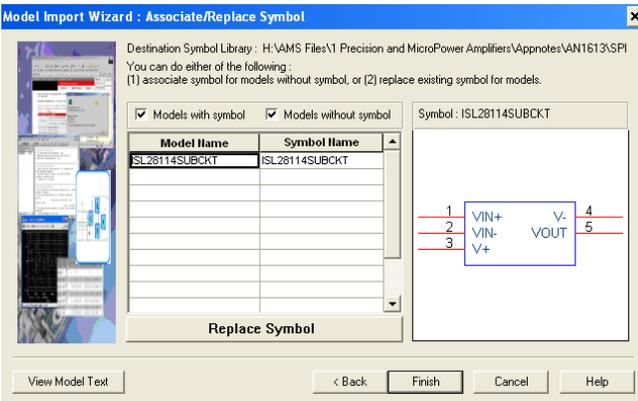 Model Import Wizard : Associate/Replace Symbol
Destination Symbol Library : H:\AMS Files\1 Precision and MicroPower Amplifiers\Appnotes\AN1613\SPI
You can do either of the following :
(1) associate symbol for models without symbol, or (2) replace existing symbol for models.
Models with symbol Models without symbol Symbol : ISL28114SUBCKT
Model Name Symbol Name
ISL28114SUBCKT ISL28114SUBCKT
1 VIN+ V- 4
2 VIN- VOUT 5
3 V+
Replace Symbol
View Model Text < Back Finish Cancel Help